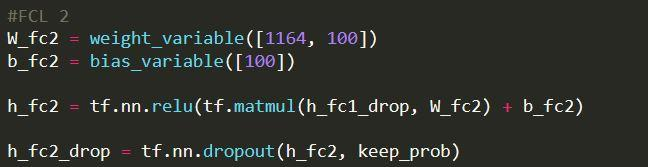 #FCL 2
W_fc2 = weight_variable([1164, 100])
b_fc2 = bias_variable([100])
h_fc2 = tf.nn.relu(tf.matmul(h_fc1_drop, W_fc2) + b_fc2)
h_fc2_drop = tf.nn.dropout(h_fc2, keep_prob)